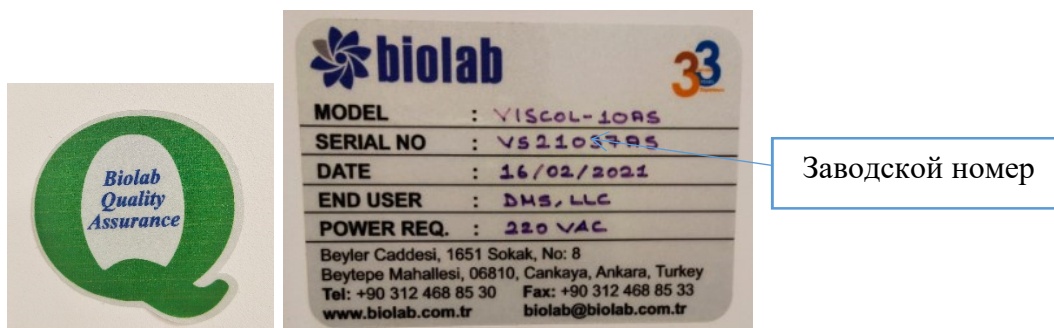 Biolab
Quality
Assurance
biolab
33
MODEL : VISCOL-10AS
SERIAL NO :
DATE : 16/02/2021
END USER : DMS, LLC
POWER REQ. : 220 VAC
Beyler Caddesi, 1651 Sokak, No: 8
Beytepe Mahallesi, 06810, Cankaya, Ankara, Turkey
Tel: +90 312 468 85 30 Fax: +90 312 468 85 33
www.biolab.com.tr biolab@biolab.com.tr
Заводской номер